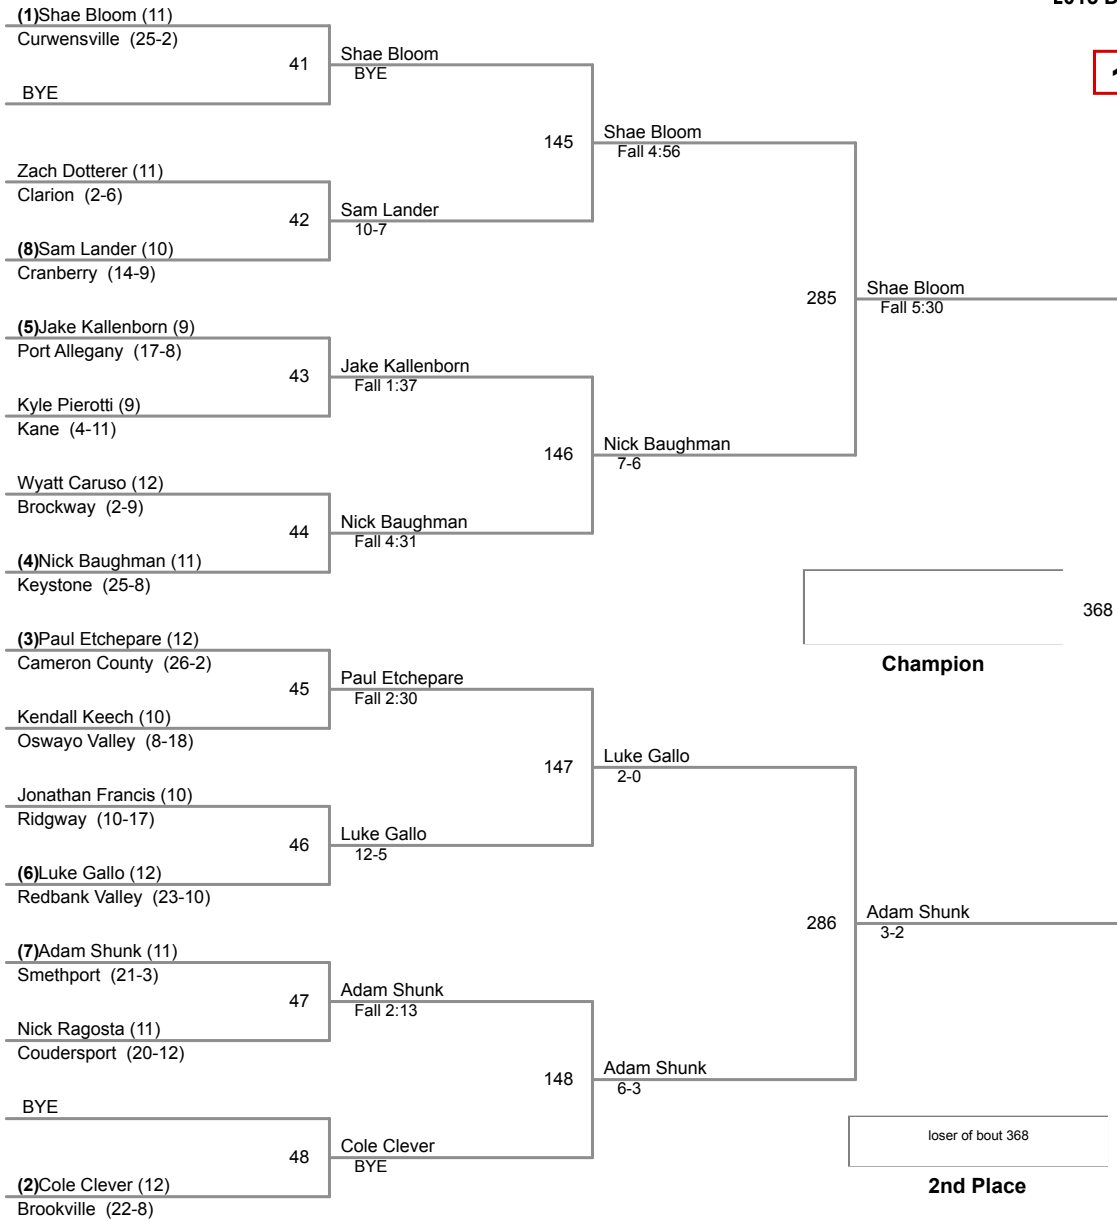 2013
(1)Shae Bloom (11)
Curwensville (25-2)
41
BYE
Shae Bloom
BYE
145
Shae Bloom
Fall 4:56
Zach Dotterer (11)
Clarion (2-6)
42
Sam Lander
10-7
(8)Sam Lander (10)
Cranberry (14-9)
285
Shae Bloom
Fall 5:30
(5)Jake Kallenborn (9)
Port Allegany (17-8)
43
Jake Kallenborn
Fall 1:37
Kyle Pierotti (9)
Kane (4-11)
146
Nick Baughman
7-6
Wyatt Caruso (12)
Brockway (2-9)
44
Nick Baughman
Fall 4:31
(4)Nick Baughman (11)
Keystone (25-8)
368
Champion
(3)Paul Etchepare (12)
Cameron County (26-2)
45
Paul Etchepare
Fall 2:30
Kendall Keech (10)
Oswayo Valley (8-18)
147
Luke Gallo
2-0
Jonathan Francis (10)
Ridgway (10-17)
46
Luke Gallo
12-5
(6)Luke Gallo (12)
Redbank Valley (23-10)
286
Adam Shunk
3-2
(7)Adam Shunk (11)
Smethport (21-3)
47
Adam Shunk
Fall 2:13
Nick Ragosta (11)
Coudersport (20-12)
148
Adam Shunk
6-3
BYE
48
Cole Clever
BYE
(2)Cole Clever (12)
Brookville (22-8)
loser of bout 368
2nd Place